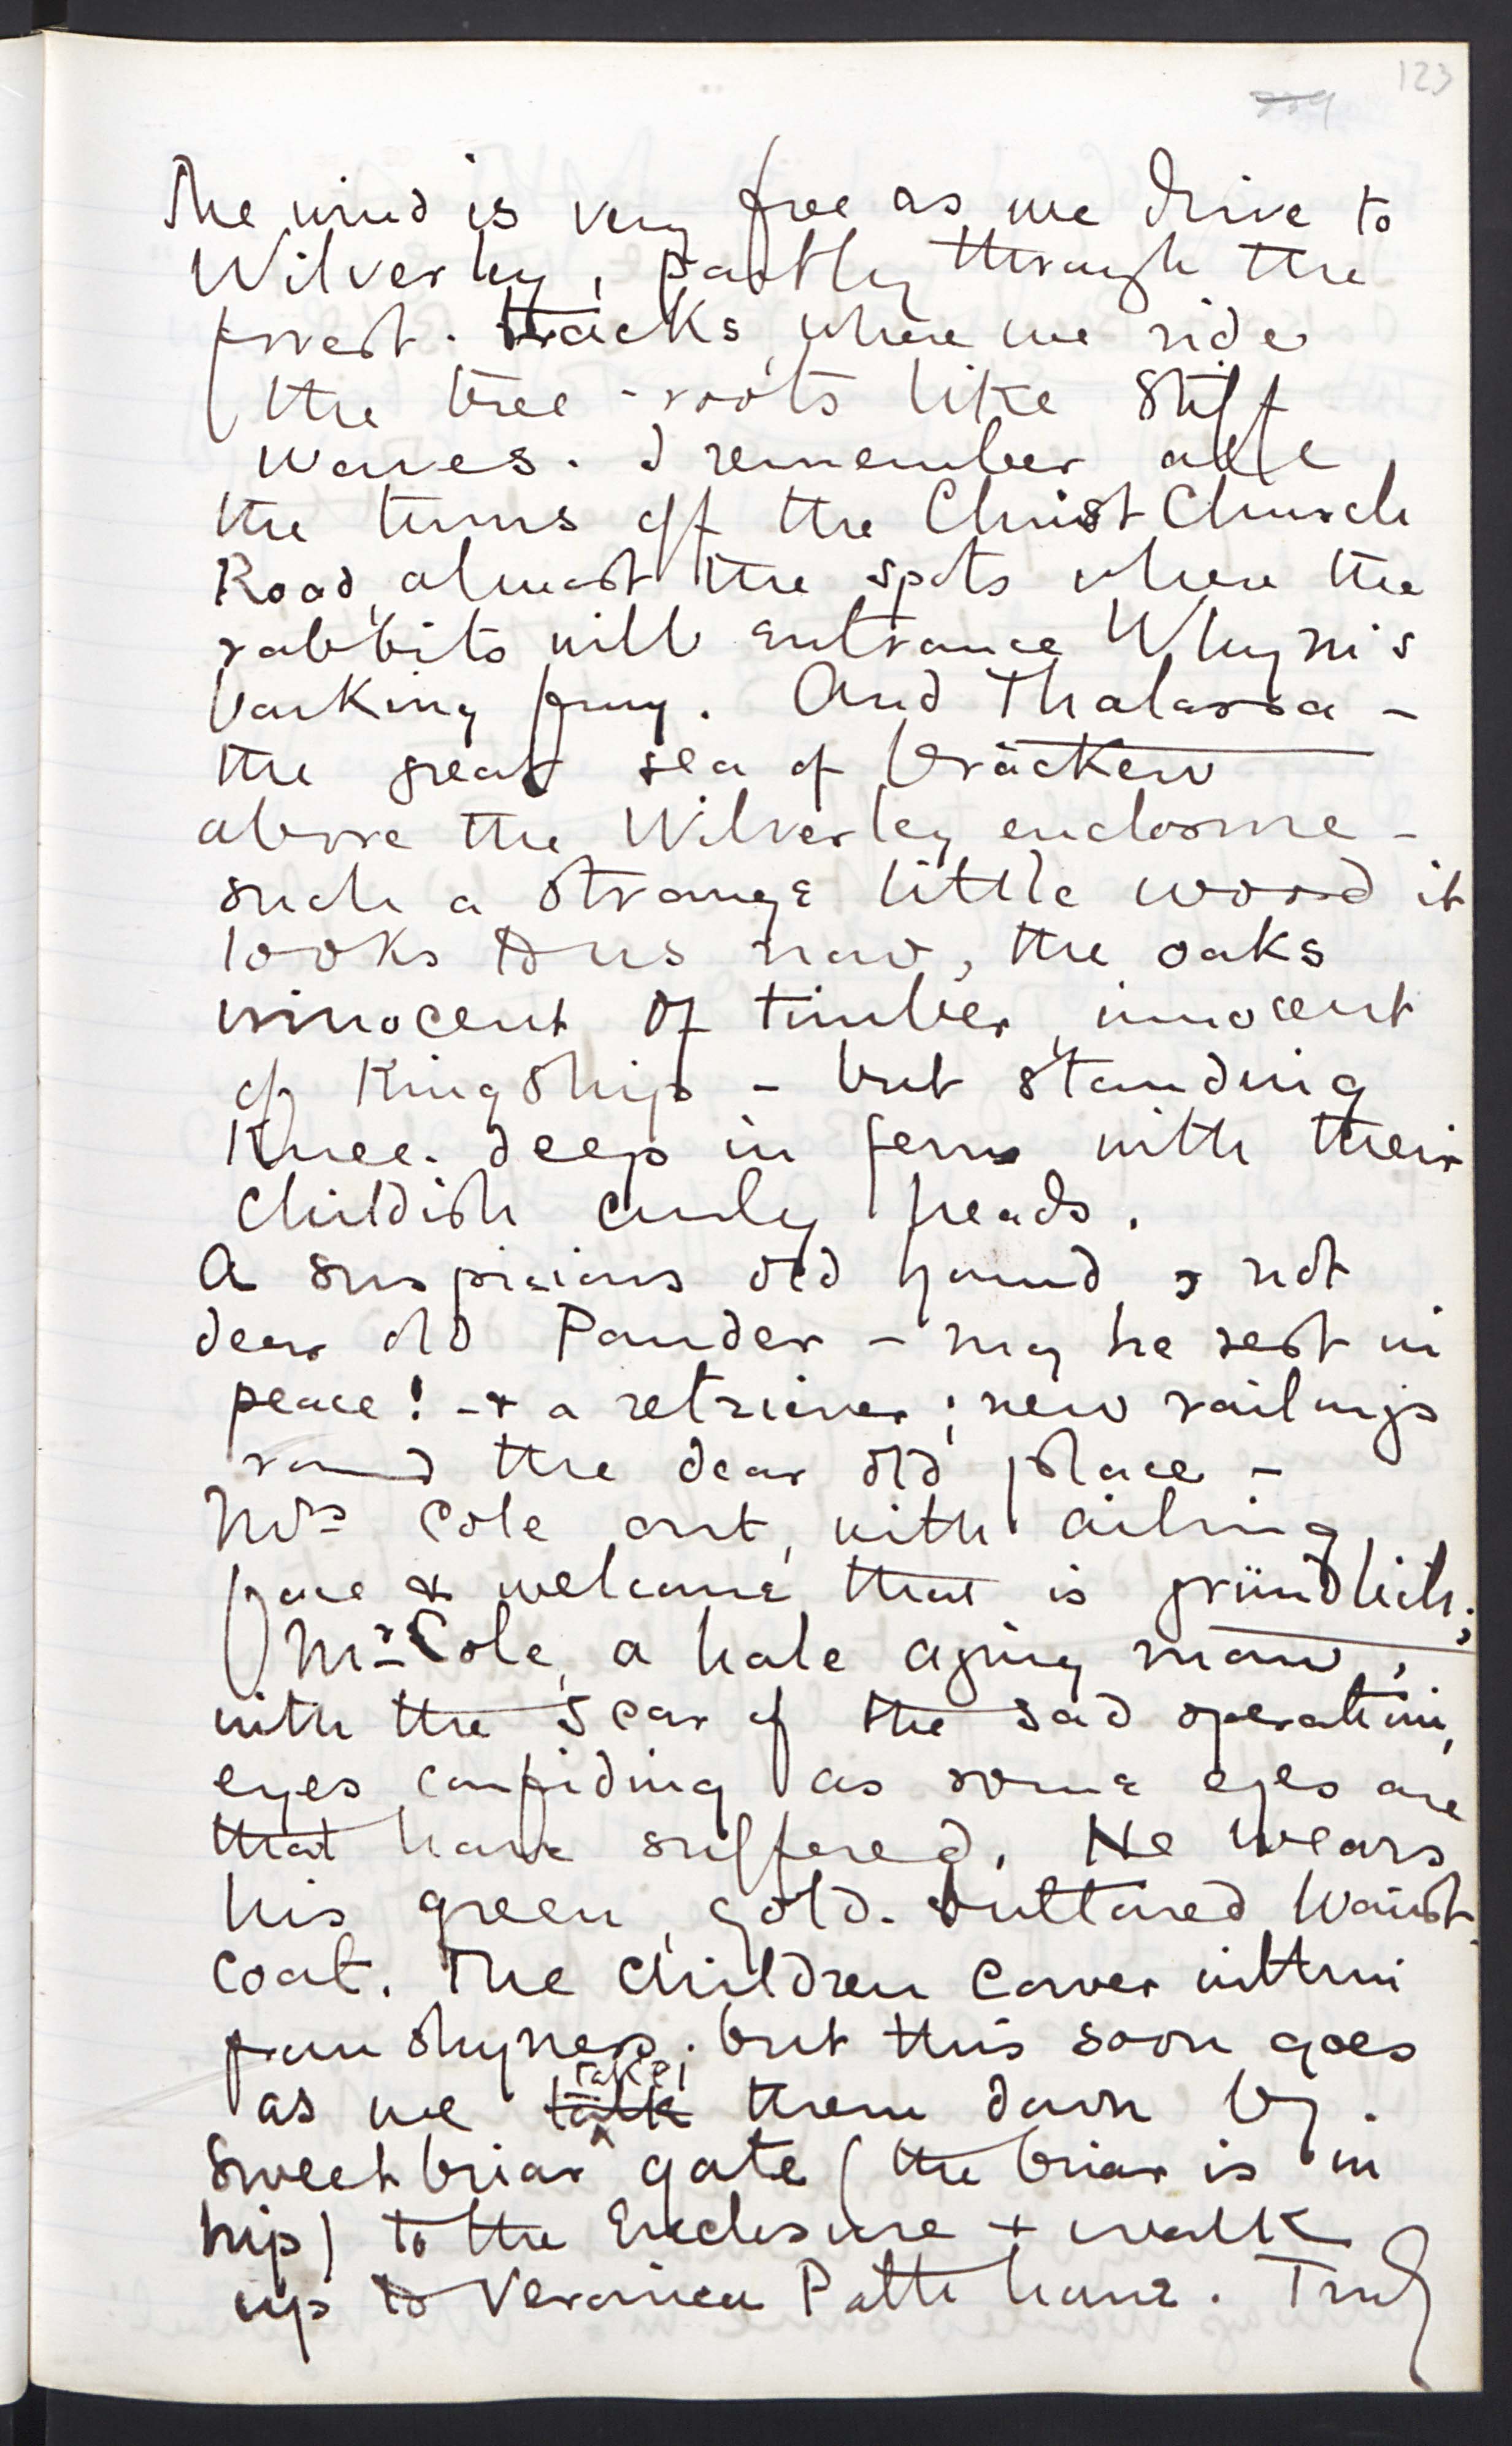 123
The wind is very free as we drive to
Wilverley, partly through the
forest. tracks, where we ride
the tree-roots like stiff
waves. I remember all
the turns off the Christ Church
Road, almost the spots where the
rabbits will entrance Whym's
barking fury. And Thalassa -
the great sea of bracken
above the Wilverley enclosure -
such a strange little wood it
looks to us now, the oaks
innocent of timber, innocent
of Kingship - but standing
Knee-deep in ferns with their
childish curly heads.
A suspicious old hound, not
dear old Pander - may he rest in
peace! - & a retriever; new railings
round the dear old place -
Mrs Cole out, with ailing
face & welcome that is gründlich;
Mr Cole, a hale aging man,
with the scar of the sad operation,
eyes confiding as some eyes are
that have suffered. He wears
his green, gold-buttoned waist-
coat. The children cower within
from shyness. but this soon goes
as we talk take them down by.
Sweetbriar gate (the briar is in
hip) to the Enclosure + walk
up to Veronica Path home. Truly